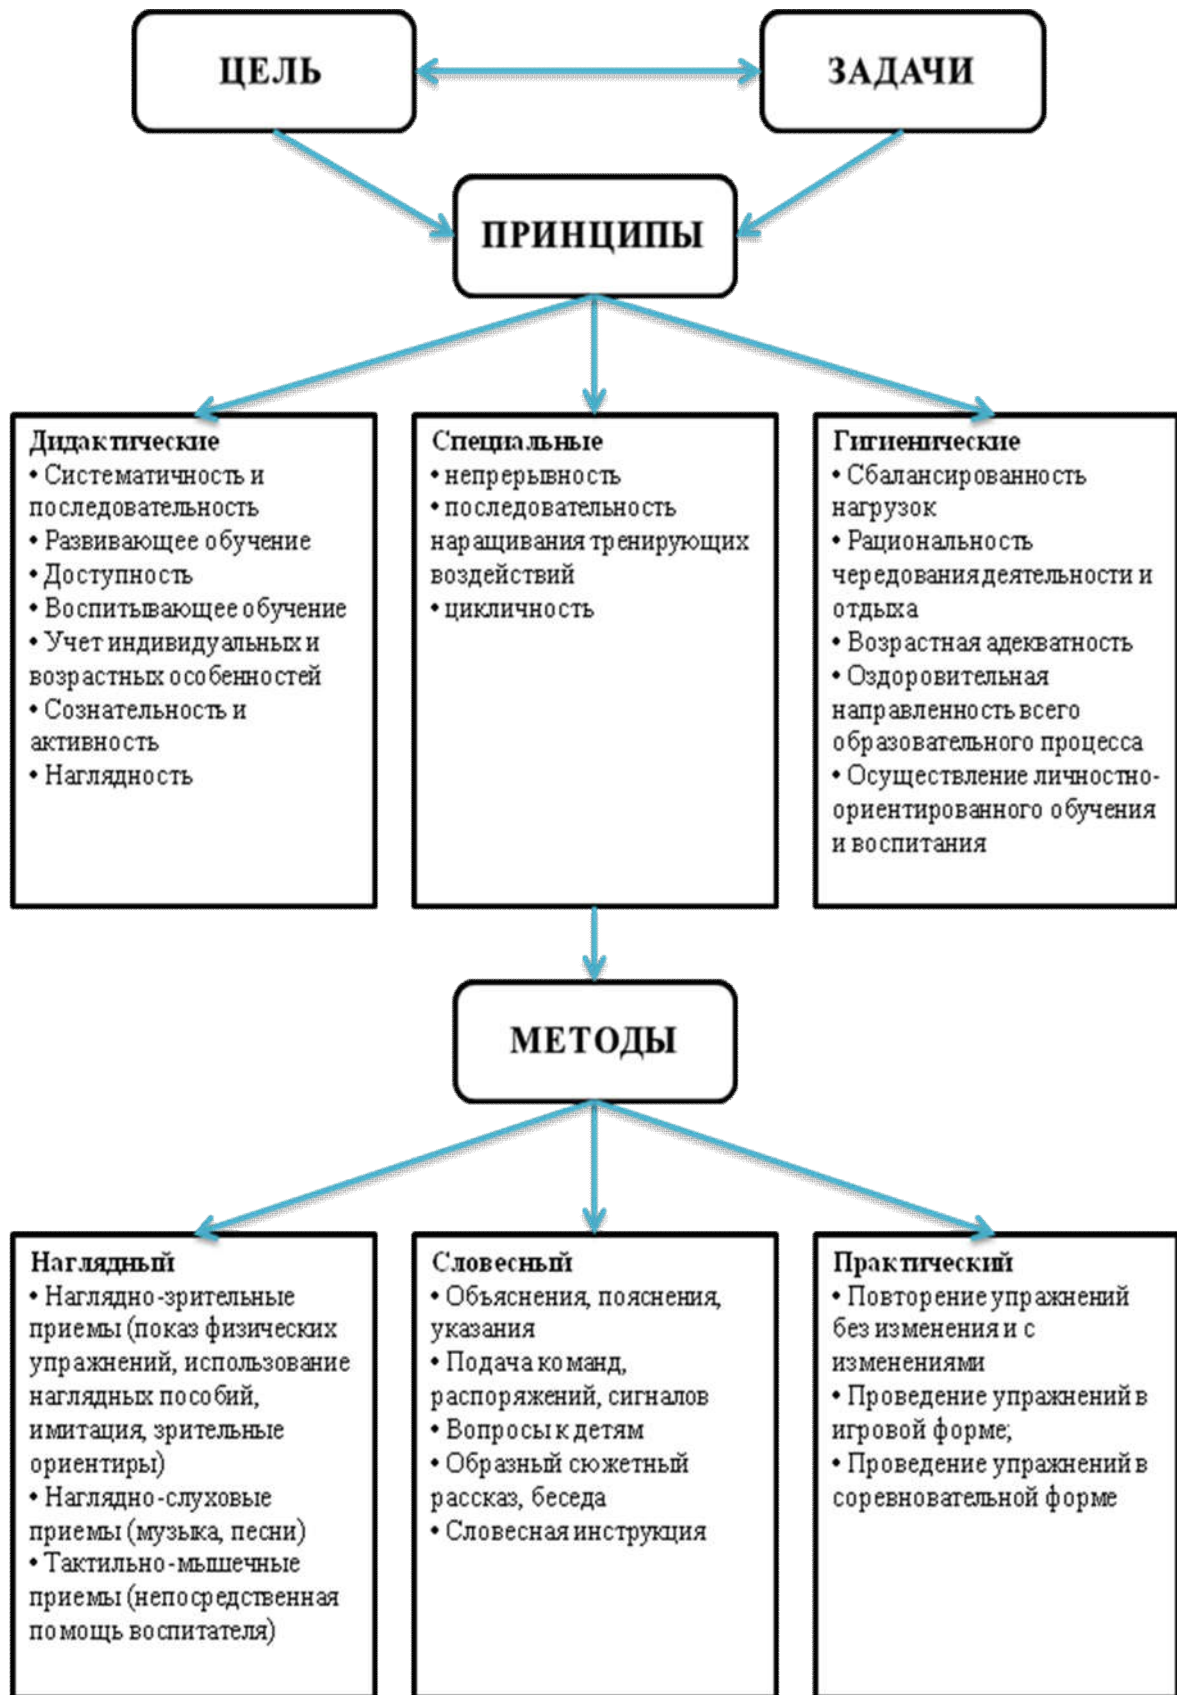 ЦЕЛЬ
ЗАДАЧИ
ПРИНЦИПЫ
Дидактические
• Систематичность и
последовательность
• Развивающее обучение
• Доступность
• Воспитывающее обучение
• Учет индивидуальных и
возрастных особенностей
• Сознательность и
активность
• Наглядность
Специальные
• непрерывность
• последовательность
наращивания тренирующих
воздействий
• цикличность
Гигиенические
• Сбалансированность
нагрузок
• Рациональность
чередования деятельности и
отдыха
• Возрастная адекватность
• Оздоровительная
направленность всего
образовательного процесса
• Осуществление личностно-
ориентированного обучения
и воспитания
МЕТОДЫ
Наглядный
• Наглядно-зрительные
приемы (показ физических
упражнений, использование
наглядных пособий,
имитация, зрительные
ориентиры)
• Наглядно-слуховые
приемы (музыка, песни)
• Тактильно-мышечные
приемы (непосредственная
помощь воспитателя)
Словесный
• Объяснения, пояснения,
указания
• Подача команд,
распоряжений, сигналов
• Вопросы к детям
• Образный сюжетный
рассказ, беседа
• Словесная инструкция
Практический
• Повторение упражнений
без изменения и с
изменениями
• Проведение упражнений в
игровой форме;
• Проведение упражнений в
соревновательной форме